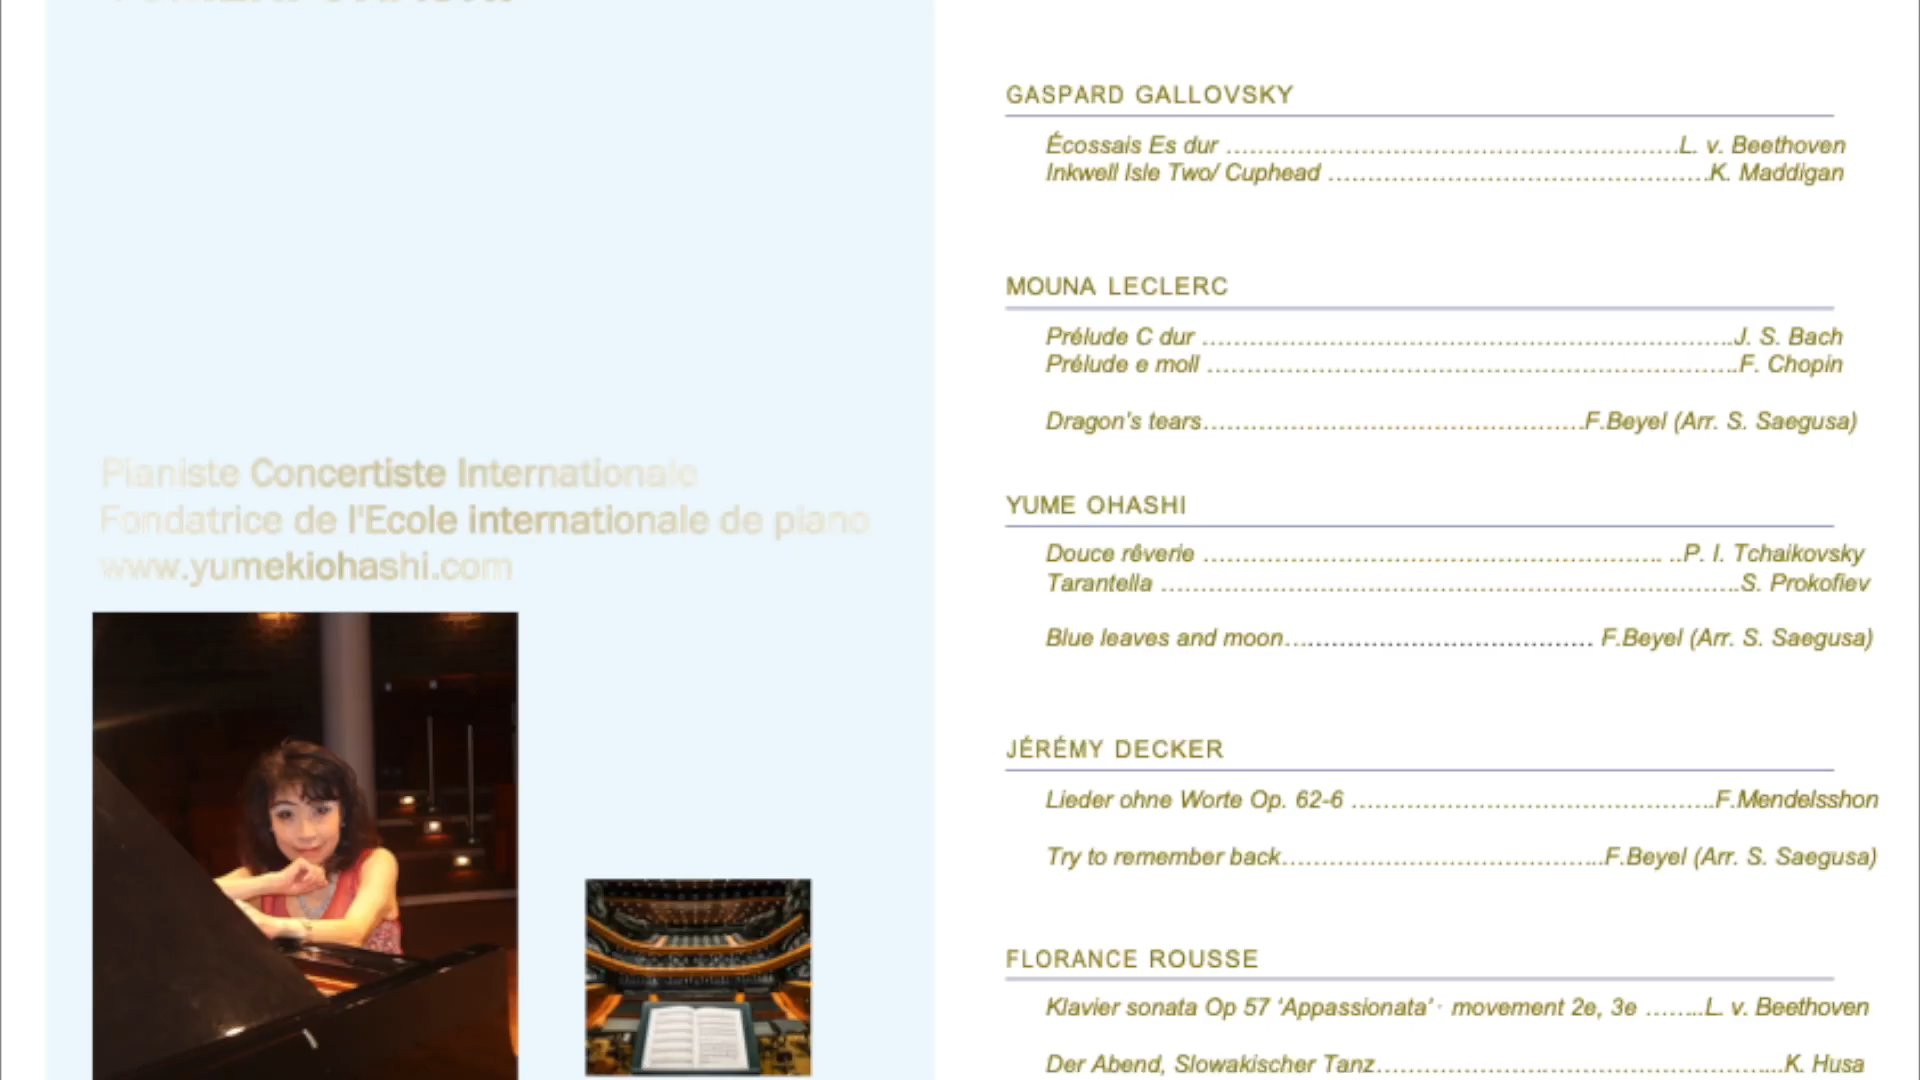 Pianiste Concertiste Internationale
Fondatrice de l'Ecole internationale de piano
www.yumekiohashi.com
GASPARD GALLOVSKY
Écossais Es dur ........................................................L. v. Beethoven
Inkwell Isle Two/ Cuphead ...............................................K. Maddigan
MOUNA LECLERC
Prélude C dur .................................................................J. S. Bach
Prélude e moll .................................................................F. Chopin
Dragon's tears...............................................F.Beyel (Arr. S. Saegusa)
YUME OHASHI
Douce rêverie ........................................................ ..P. I. Tchaikovsky
Tarantella .......................................................................S. Prokofiev
Blue leaves and moon...................................... F.Beyel (Arr. S. Saegusa)
JÉRÉMY DECKER
Lieder ohne Worte Op. 62-6 .............................................F.Mendelsshon
Try to remember back.......................................F.Beyel (Arr. S. Saegusa)
FLORANCE ROUSSE
Klavier sonata Op 57 ‘Appassionata’· movement 2e, 3e ........L. v. Beethoven
Der Abend, Slowakischer Tanz..................................................K. Husa